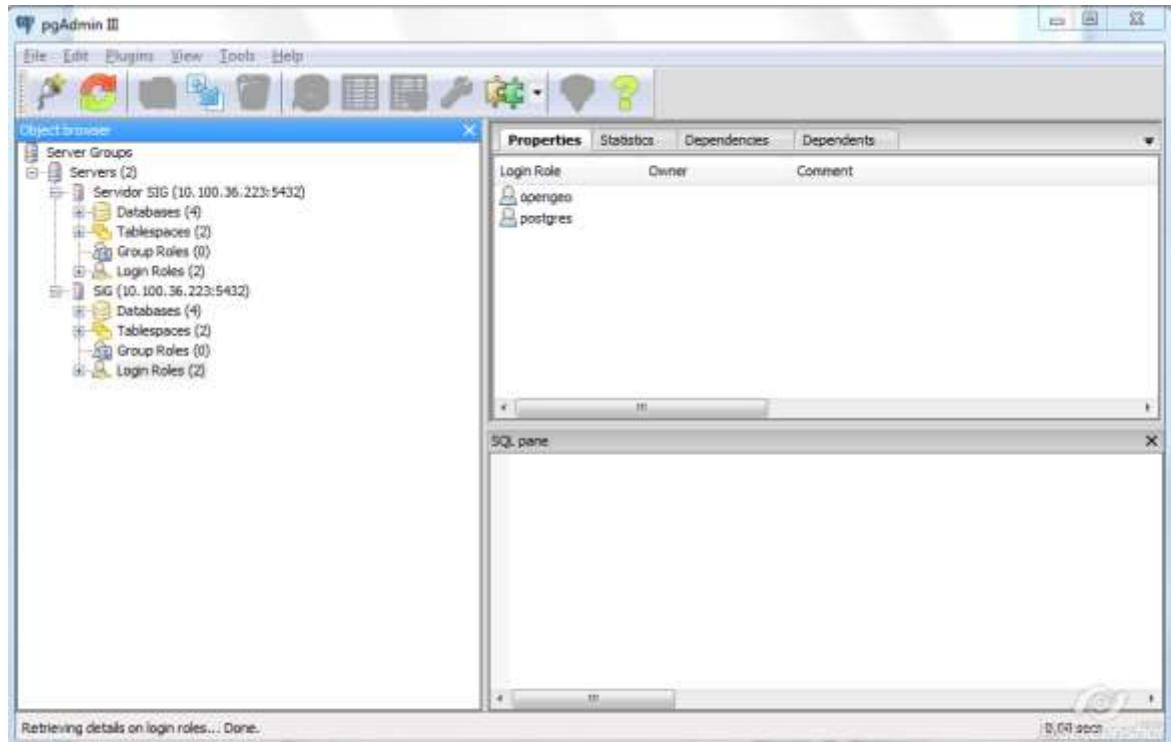 pgAdmin III
File Edit Plugins View Tools Help
Object browser
Server Groups
Servers (2)
Servidor SIG (10.100.36.223:5432)
Databases (4)
Tablespaces (2)
Group Roles (0)
Login Roles (2)
SIG (10.100.36.223:5432)
Databases (4)
Tablespaces (2)
Group Roles (0)
Login Roles (2)
Properties Statistics Dependencies Dependents
Login Role Owner Comment
opengeo
postgres
SQL pane
Retrieving details on login roles... Done.
secs